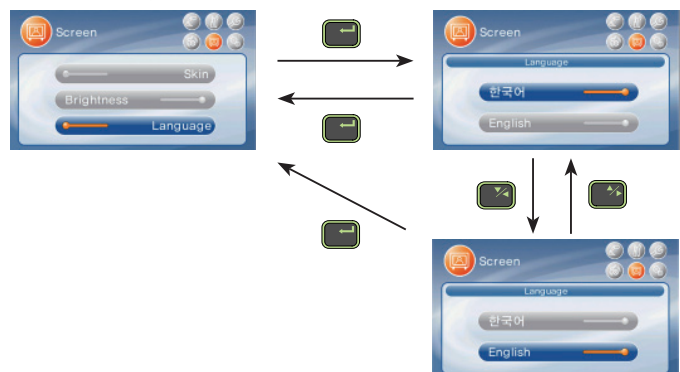 Screen
Skin
Brightness
Language
Screen
Language
한국어
English
Screen
Language
한국어
English